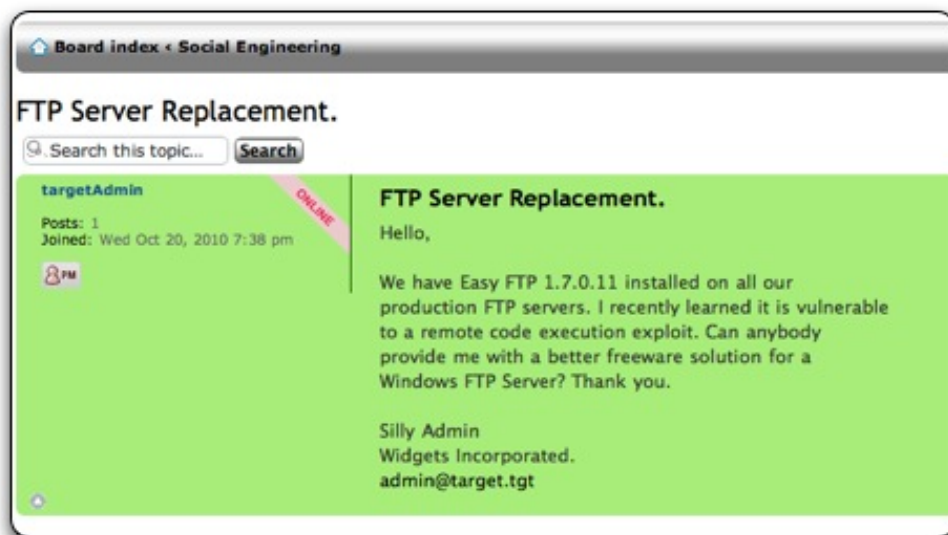 Board index ‹ Social Engineering
FTP Server Replacement.
Search this topic... Search
targetAdmin
ONLINE
Posts: 1
Joined: Wed Oct 20, 2010 7:38 pm
PM
FTP Server Replacement.
Hello,
We have Easy FTP 1.7.0.11 installed on all our
production FTP servers. I recently learned it is vulnerable
to a remote code execution exploit. Can anybody
provide me with a better freeware solution for a
Windows FTP Server? Thank you.
Silly Admin
Widgets Incorporated.
admin@target.tgt